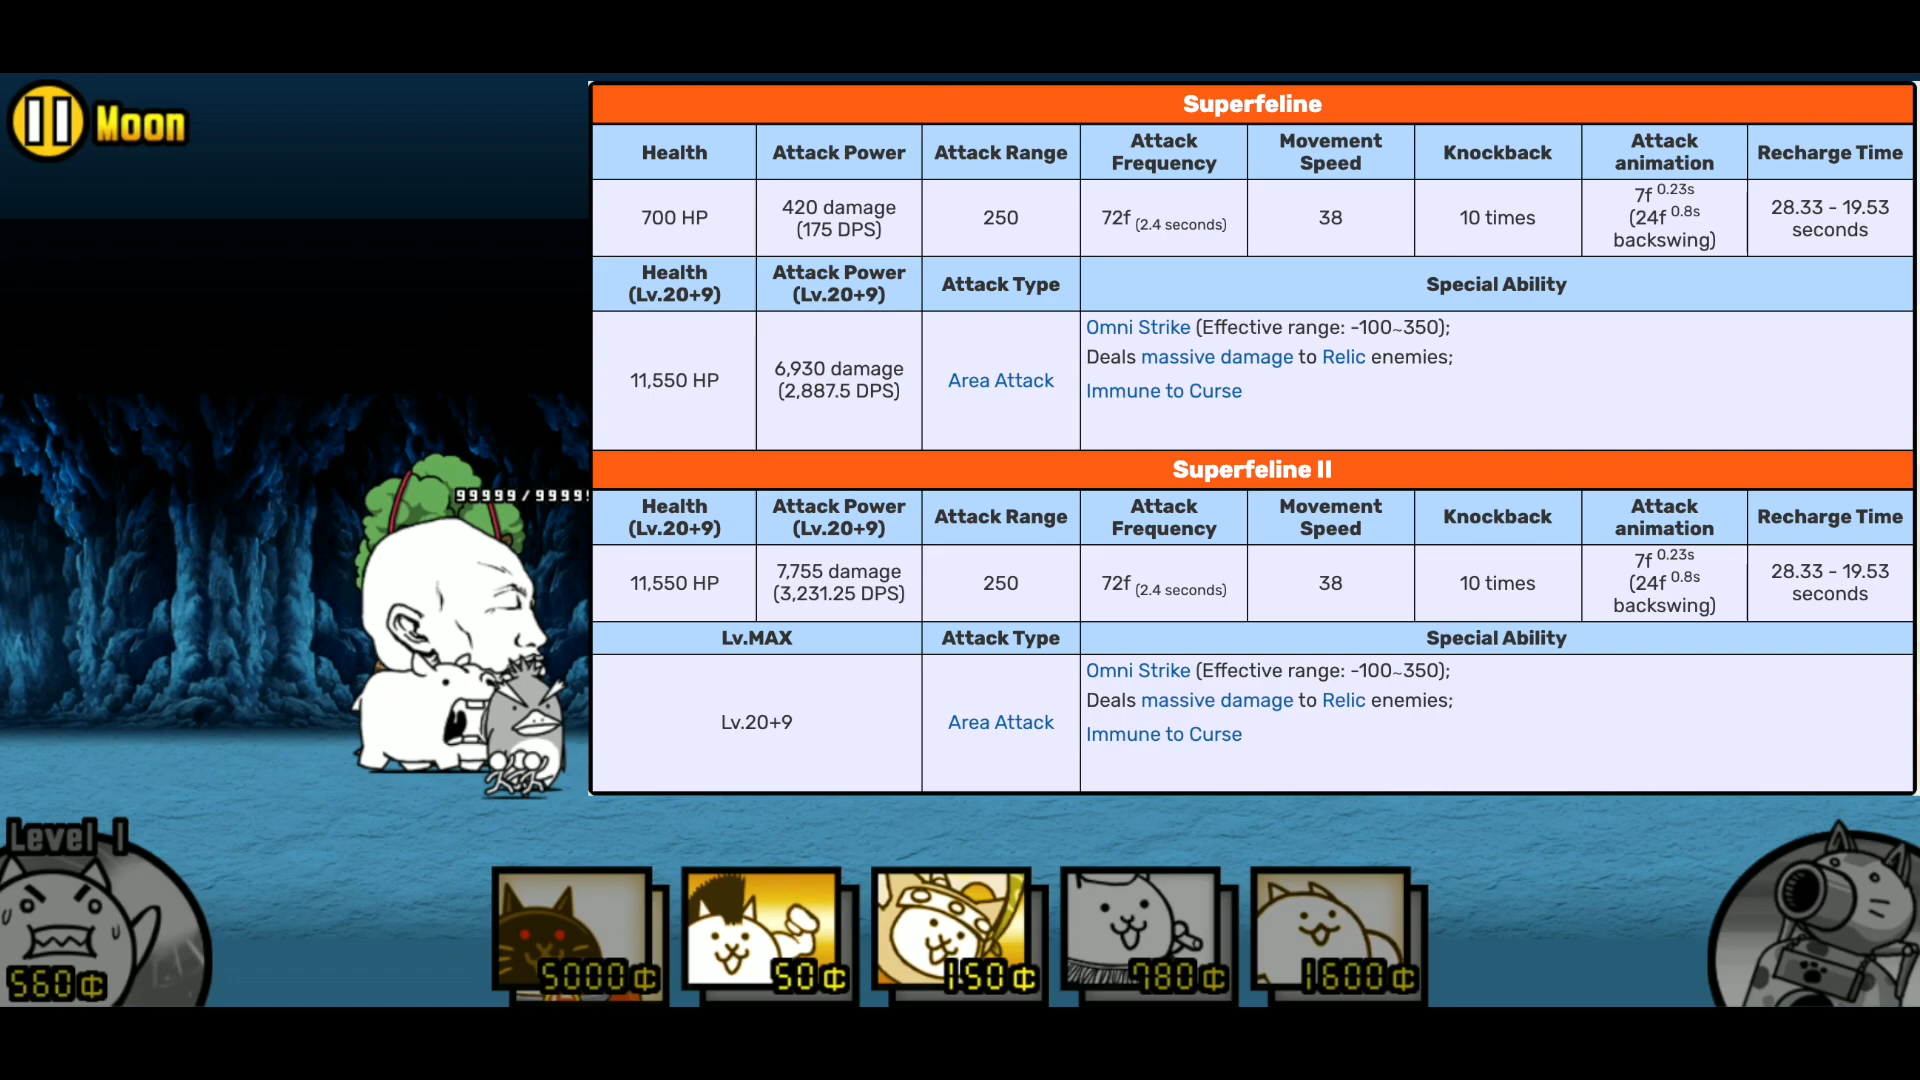 Moon
Superfeline
Health
Attack Power
Attack Range
Attack
Frequency
Movement
Speed
Knockback
Attack
animation
Recharge Time
700 HP
420 damage
(175 DPS)
250
72f (2.4 seconds)
38
10 times
7f 0.23s
(24f 0.8s
backswing)
28.33 - 19.53
seconds
Health
(Lv.20+9)
Attack Power
(Lv.20+9)
Attack Type
Special Ability
11,550 HP
6,930 damage
(2,887.5 DPS)
Area Attack
Omni Strike (Effective range: -100~350);
Deals massive damage to Relic enemies;
Immune to Curse
Superfeline II
Health
(Lv.20+9)
Attack Power
(Lv.20+9)
Attack Range
Attack
Frequency
Movement
Speed
Knockback
Attack
animation
Recharge Time
11,550 HP
7,755 damage
(3,231.25 DPS)
250
72f (2.4 seconds)
38
10 times
7f 0.23s
(24f 0.8s
backswing)
28.33 - 19.53
seconds
Lv.MAX
Attack Type
Special Ability
Lv.20+9
Area Attack
Omni Strike (Effective range: -100~350);
Deals massive damage to Relic enemies;
Immune to Curse
99999/9999
Level 1
560¢
5000¢
50¢
150¢
780¢
1600¢